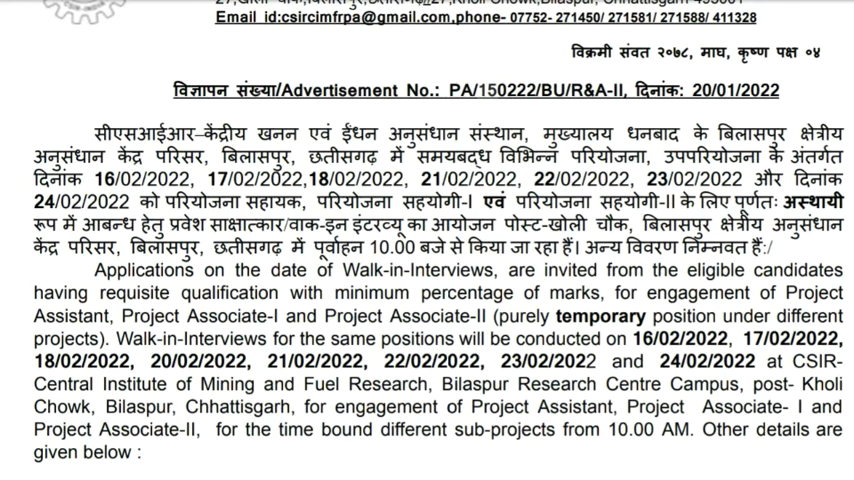 27,खोली चौक,बिलासपुर,छत्तीसगढ़/27,Kholi Chowk,Bilaspur, Chhattisgarh 495001
Email id:csircimfrpa@gmail.com,phone- 07752- 271450/ 271581/ 271588/ 411328
विक्रमी संवत २०७८, माघ, कृष्ण पक्ष ०४
विज्ञापन संख्या/Advertisement No.: PA/150222/BU/R&A-II, दिनांक: 20/01/2022
सीएसआईआर–केंद्रीय खनन एवं ईंधन अनुसंधान संस्थान, मुख्यालय धनबाद के बिलासपुर क्षेत्रीय
अनुसंधान केंद्र परिसर, बिलासपुर, छतीसगढ़ में समयबद्ध विभिन्न परियोजना, उपपरियोजना के अंतर्गत
दिनांक 16/02/2022, 17/02/2022,18/02/2022, 21/02/2022, 22/02/2022, 23/02/2022 और दिनांक
24/02/2022 को परियोजना सहायक, परियोजना सहयोगी-I एवं परियोजना सहयोगी-II के लिए पूर्णतः अस्थायी
रूप में आबन्ध हेतु प्रवेश साक्षात्कार/वाक-इन इंटरव्यू का आयोजन पोस्ट-खोली चौक, बिलासपुर क्षेत्रीय अनुसंधान
केंद्र परिसर, बिलासपुर, छतीसगढ़ में पूर्वाहन 10.00 बजे से किया जा रहा हैं। अन्य विवरण निम्नवत हैं:/
Applications on the date of Walk-in-Interviews, are invited from the eligible candidates
having requisite qualification with minimum percentage of marks, for engagement of Project
Assistant, Project Associate-I and Project Associate-II (purely temporary position under different
projects). Walk-in-Interviews for the same positions will be conducted on 16/02/2022, 17/02/2022,
18/02/2022, 20/02/2022, 21/02/2022, 22/02/2022, 23/02/2022 and 24/02/2022 at CSIR-
Central Institute of Mining and Fuel Research, Bilaspur Research Centre Campus, post- Kholi
Chowk, Bilaspur, Chhattisgarh, for engagement of Project Assistant, Project Associate- I and
Project Associate-II, for the time bound different sub-projects from 10.00 AM. Other details are
given below :